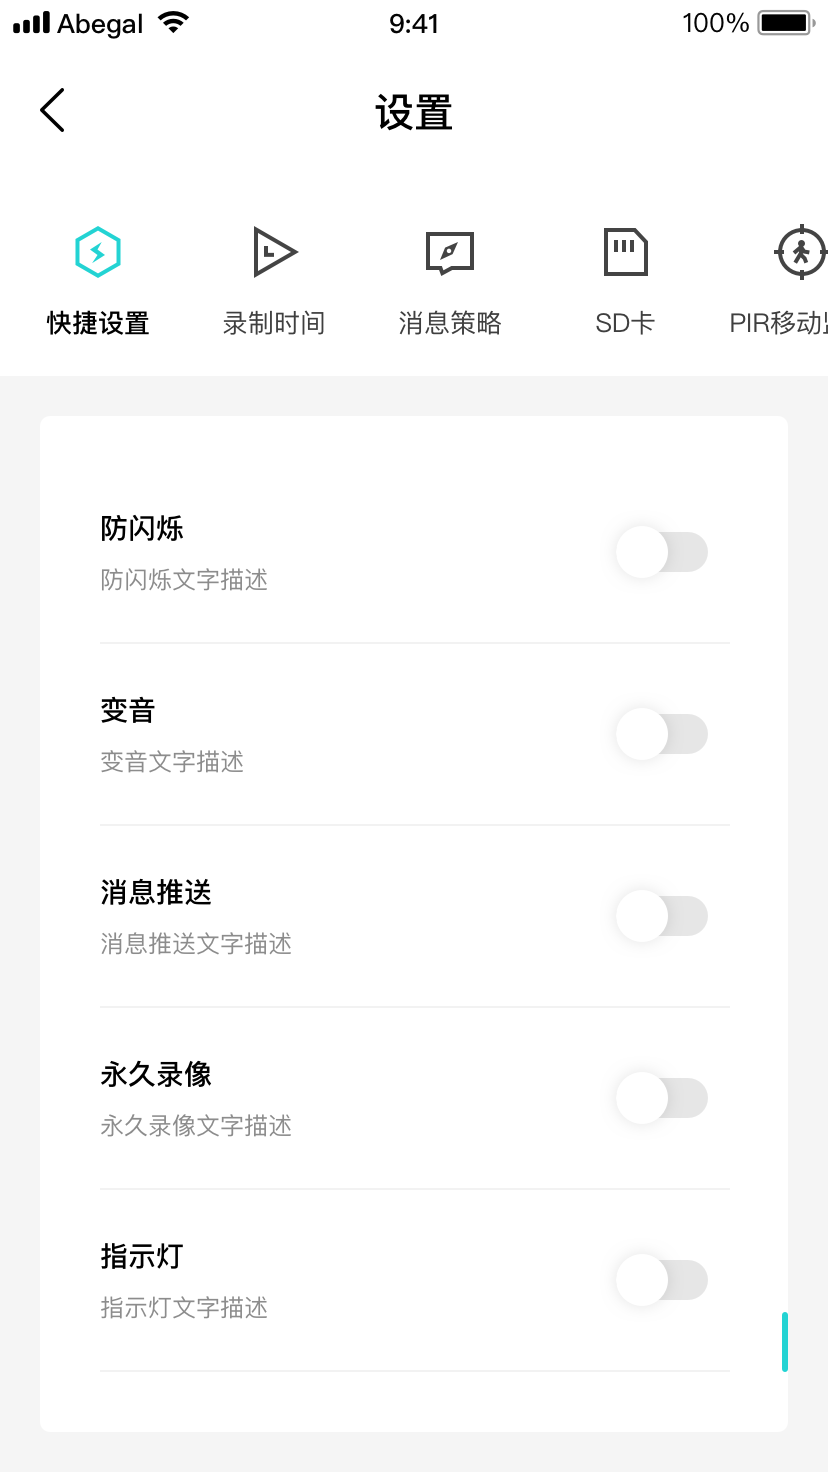 Abegal 9:41 100%
设置
快捷设置 录制时间 消息策略 SD卡 PIR移动
防闪烁
防闪烁文字描述
变音
变音文字描述
消息推送
消息推送文字描述
永久录像
永久录像文字描述
指示灯
指示灯文字描述